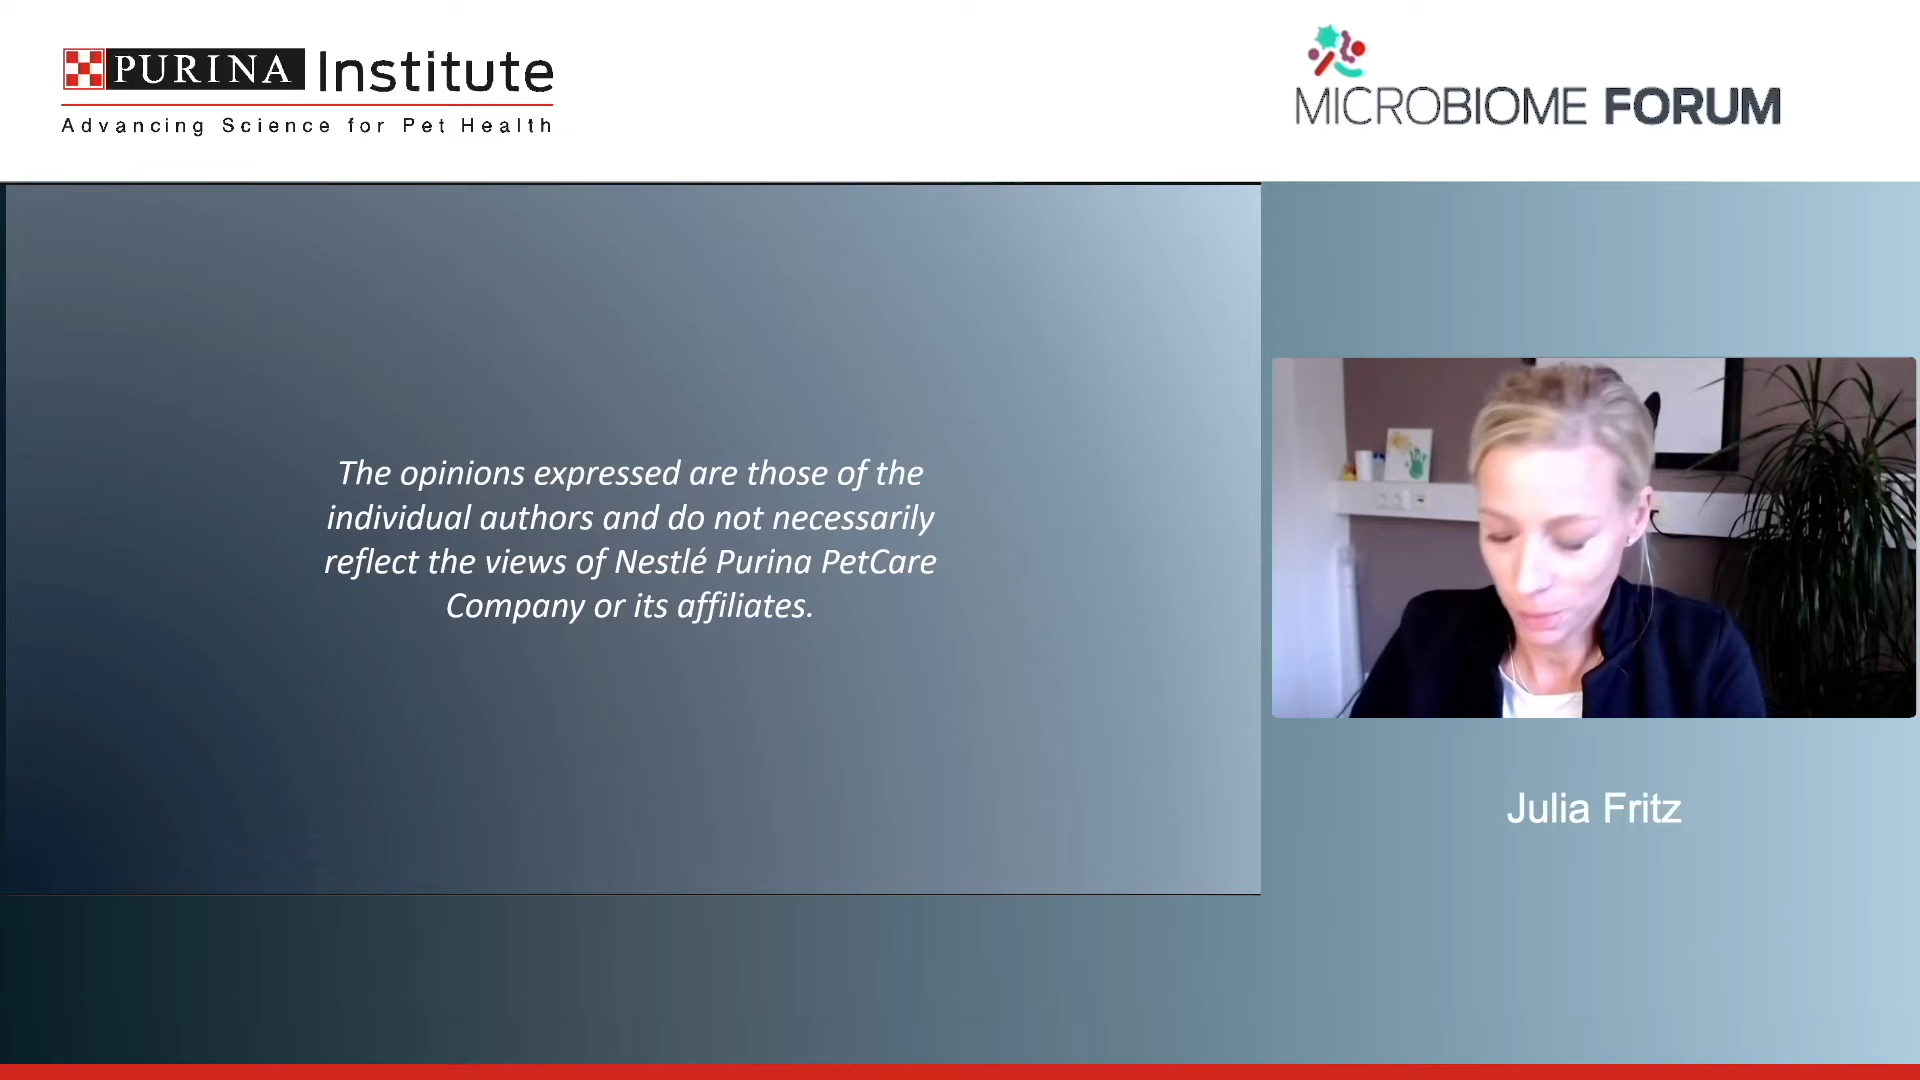 PURINA Institute
Advancing Science for Pet Health
MICROBIOME FORUM
The opinions expressed are those of the
individual authors and do not necessarily
reflect the views of Nestlé Purina PetCare
Company or its affiliates.
Julia Fritz